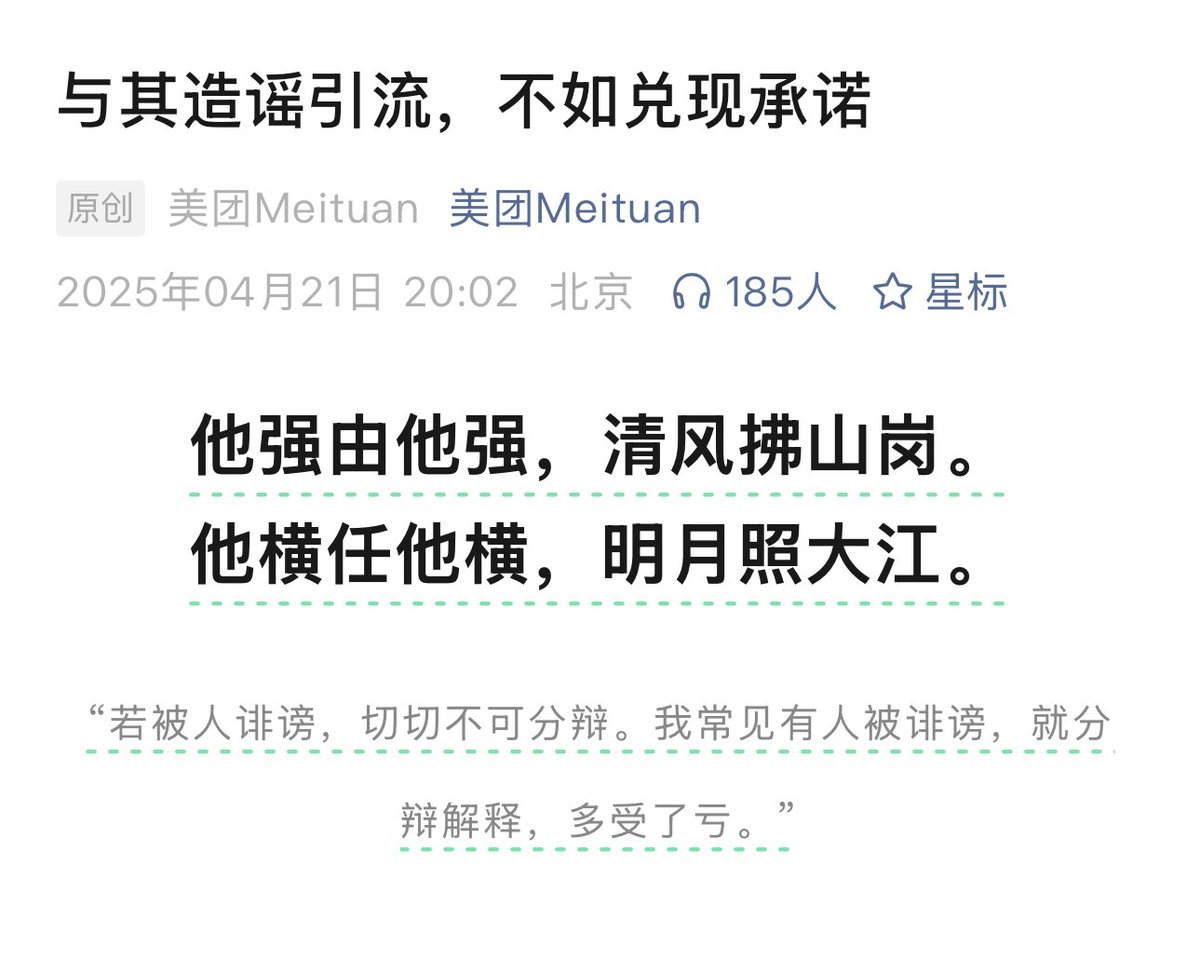 与其造谣引流，不如兑现承诺
原创 美团Meituan 美团Meituan
2025年04月21日 20:02 北京 185人 星标
他强由他强，清风拂山岗。
他横任他横，明月照大江。
“若被人诽谤，切切不可分辩。我常见有人被诽谤，就分
辩解释，多受了亏。”